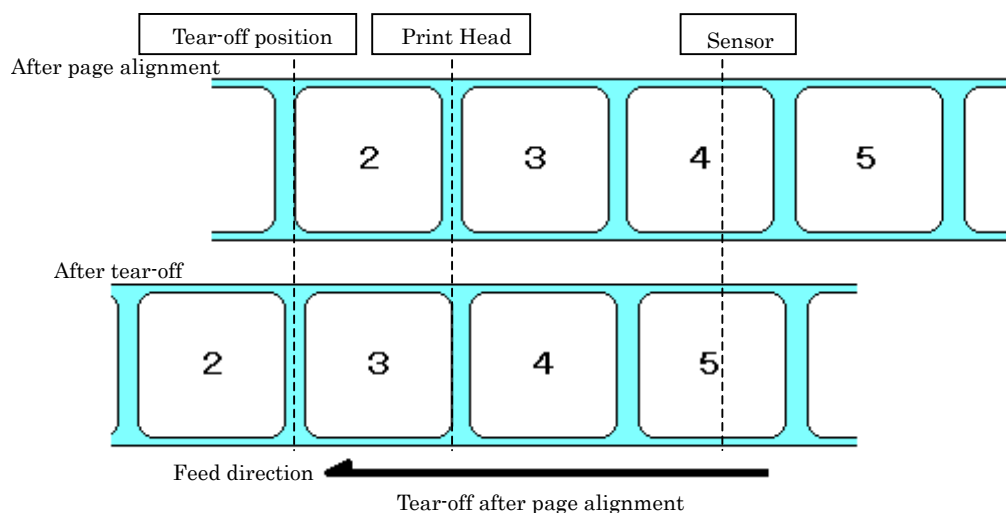 Tear-off position
Print Head
Sensor
After page alignment
2
3
4
5
After tear-off
2
3
4
5
Feed direction
Tear-off after page alignment